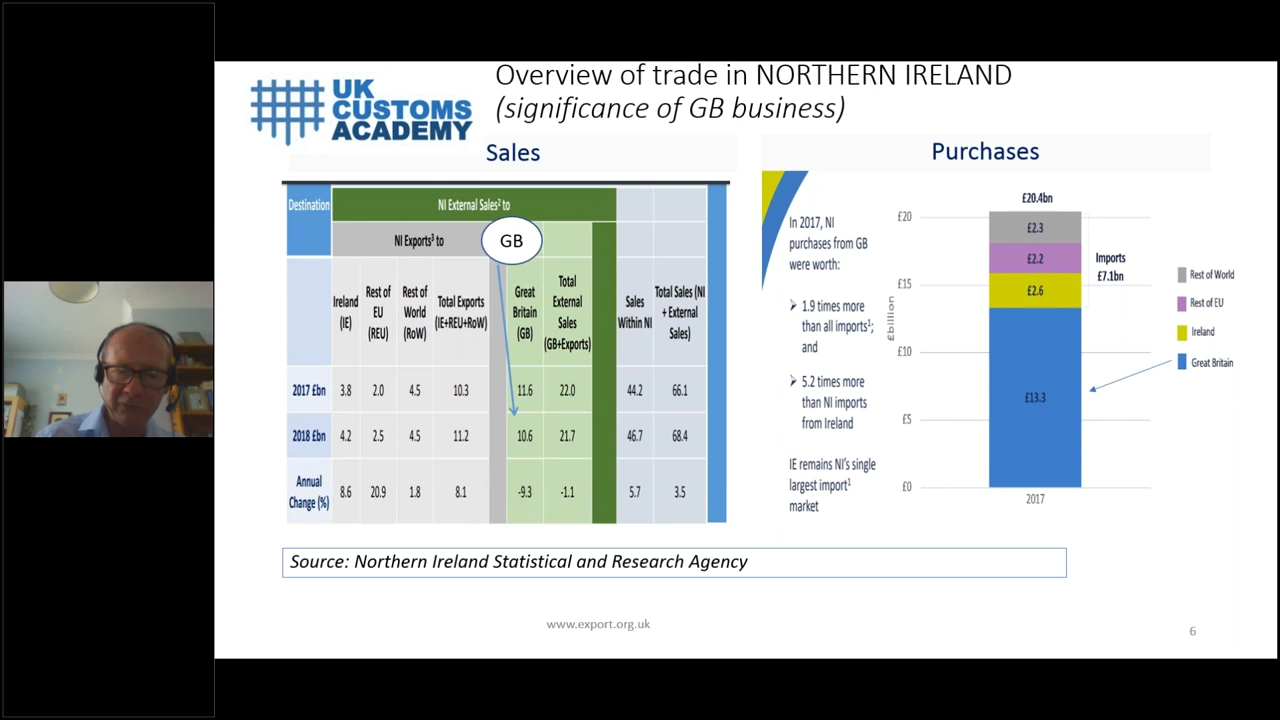 Overview of trade in NORTHERN IRELAND
(significance of GB business)
UK
CUSTOMS
ACADEMY
Sales
Destination
NI External Sales² to
NI Exports³ to
GB
Ireland
(IE)
Rest of
EU
(REU)
Rest of
World
(RoW)
Total Exports
(IE+REU+RoW)
Great
Britain
(GB)
Total
External
Sales
(GB+Exports)
Sales
Within NI
Total Sales (NI
+ External
Sales)
2017 £bn 3.8 2.0 4.5 10.3 11.6 22.0 44.2 66.1
2018 £bn 4.2 2.5 4.5 11.2 10.6 21.7 46.7 68.4
Annual
Change (%)
8.6 20.9 1.8 8.1 -9.3 -1.1 5.7 3.5
Purchases
In 2017, NI
purchases from GB
were worth:
➢ 1.9 times more
than all imports¹;
and
➢ 5.2 times more
than NI imports
from Ireland
IE remains NI's single
largest import¹
market
£billion
£20
£15
£10
£5
£0
£20.4bn
£2.3
£2.2
£2.6
£13.3
2017
Imports
£7.1bn
Rest of World
Rest of EU
Ireland
Great Britain
Source: Northern Ireland Statistical and Research Agency
www.export.org.uk
6